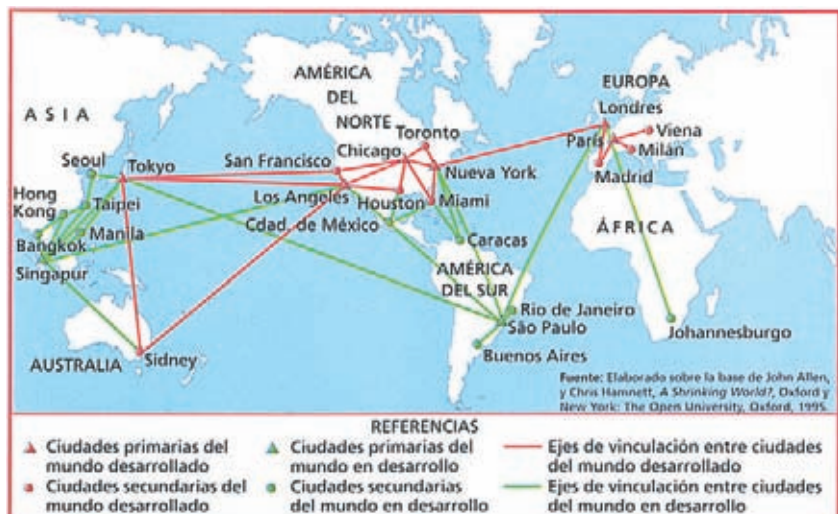 AMÉRICA
DEL
NORTE
EUROPA
ASIA
Londres
Toronto
París
Viena
Seoul
Tokyo
San Francisco
Chicago
Milán
Nueva York
Madrid
Hong
Kong
Taipei
Los Angeles
Houston
Miami
ÁFRICA
Bangkok
Manila
Cdad. de México
Caracas
Singapur
AMÉRICA
DEL SUR
Rio de Janeiro
São Paulo
Johannesburgo
AUSTRALIA
Sidney
Buenos Aires
Fuente: Elaborado sobre la base de John Allen,
y Chris Hamnett, A Shrinking World?, Oxford y
New York: The Open University, Oxford, 1995.
REFERENCIAS
Ciudades primarias del
mundo desarrollado
Ciudades secundarias del
mundo desarrollado
Ciudades primarias del
mundo en desarrollo
Ciudades secundarias
del mundo en desarrollo
Ejes de vinculación entre ciudades
del mundo desarrollado
Ejes de vinculación entre ciudades
del mundo en desarrollo